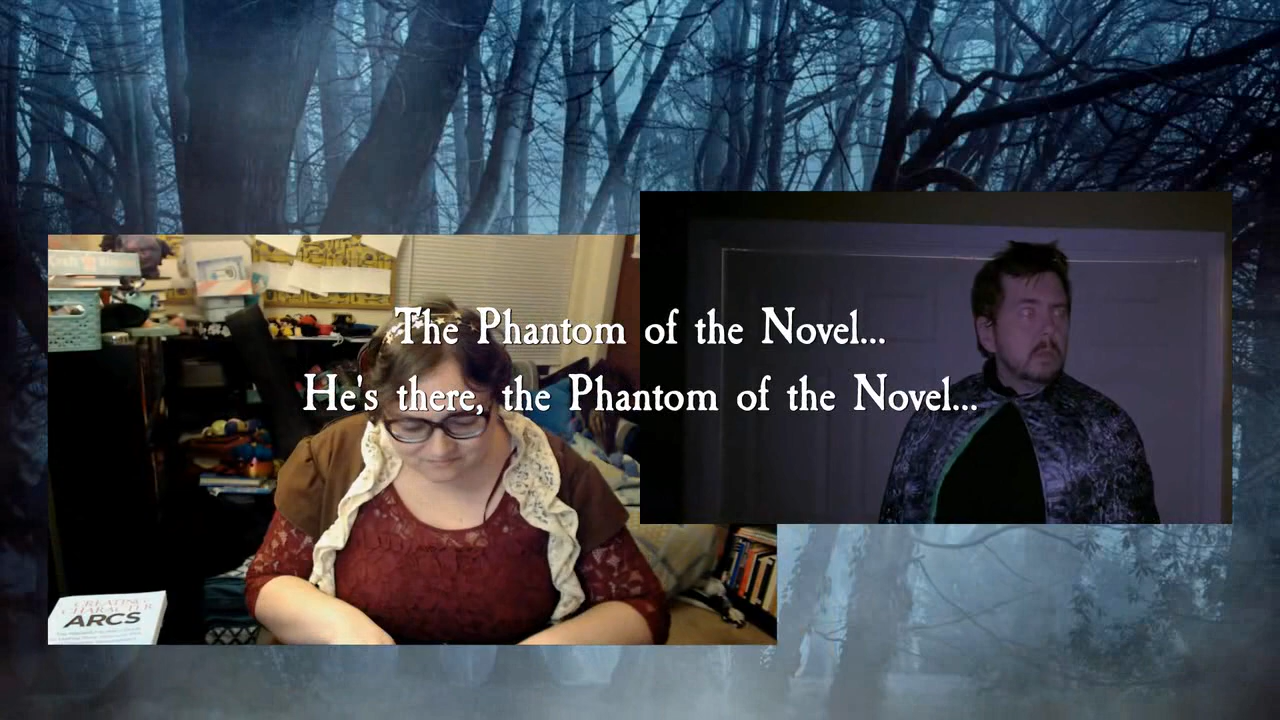 The Phantom of the Novel...
He's there, the Phantom of the Novel...
CREATING
CHARACTER
ARCS